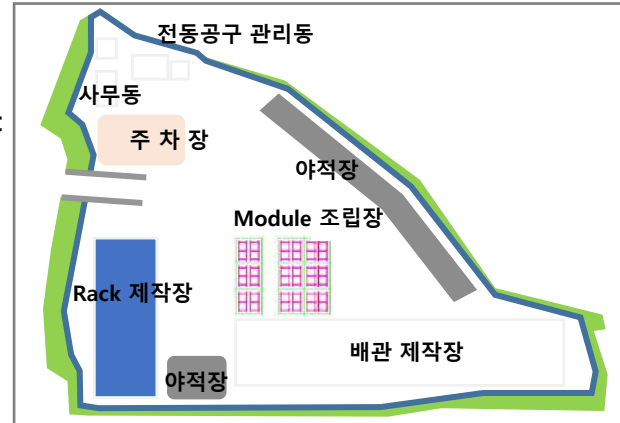 전동공구 관리동
사무동
주 차 장
야적장
Module 조립장
Rack 제작장
배관 제작장
야적장